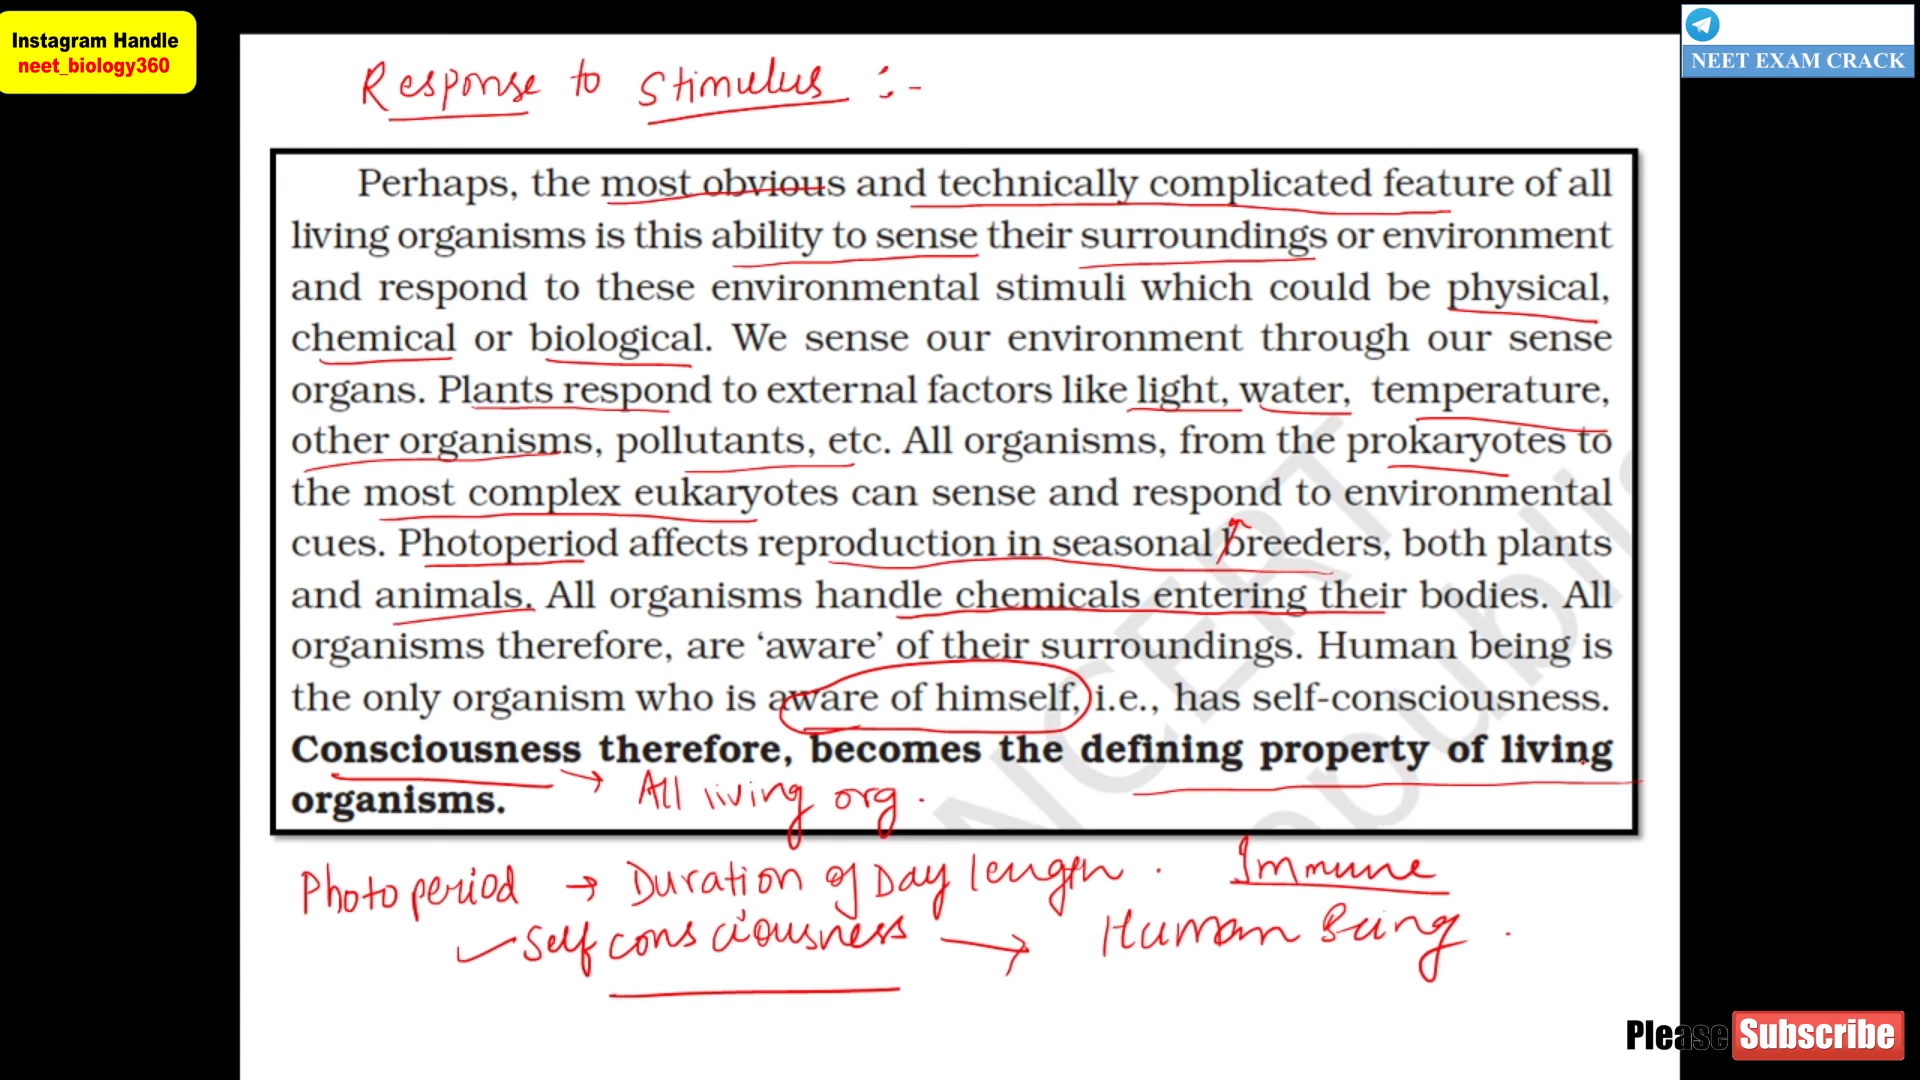 Instagram Handle
neet_biology360
NEET EXAM CRACK
Response to Stimulus :-
Perhaps, the most obvious and technically complicated feature of all
living organisms is this ability to sense their surroundings or environment
and respond to these environmental stimuli which could be physical,
chemical or biological. We sense our environment through our sense
organs. Plants respond to external factors like light, water, temperature,
other organisms, pollutants, etc. All organisms, from the prokaryotes to
the most complex eukaryotes can sense and respond to environmental
cues. Photoperiod affects reproduction in seasonal breeders, both plants
and animals. All organisms handle chemicals entering their bodies. All
organisms therefore, are ‘aware’ of their surroundings. Human being is
the only organism who is aware of himself, i.e., has self-consciousness.
Consciousness therefore, becomes the defining property of living
organisms.
→ All living org.
Photoperiod → Duration of Day length. Immune
✓ Self consciousness → Human Being.
NCERT
republis
Please Subscribe